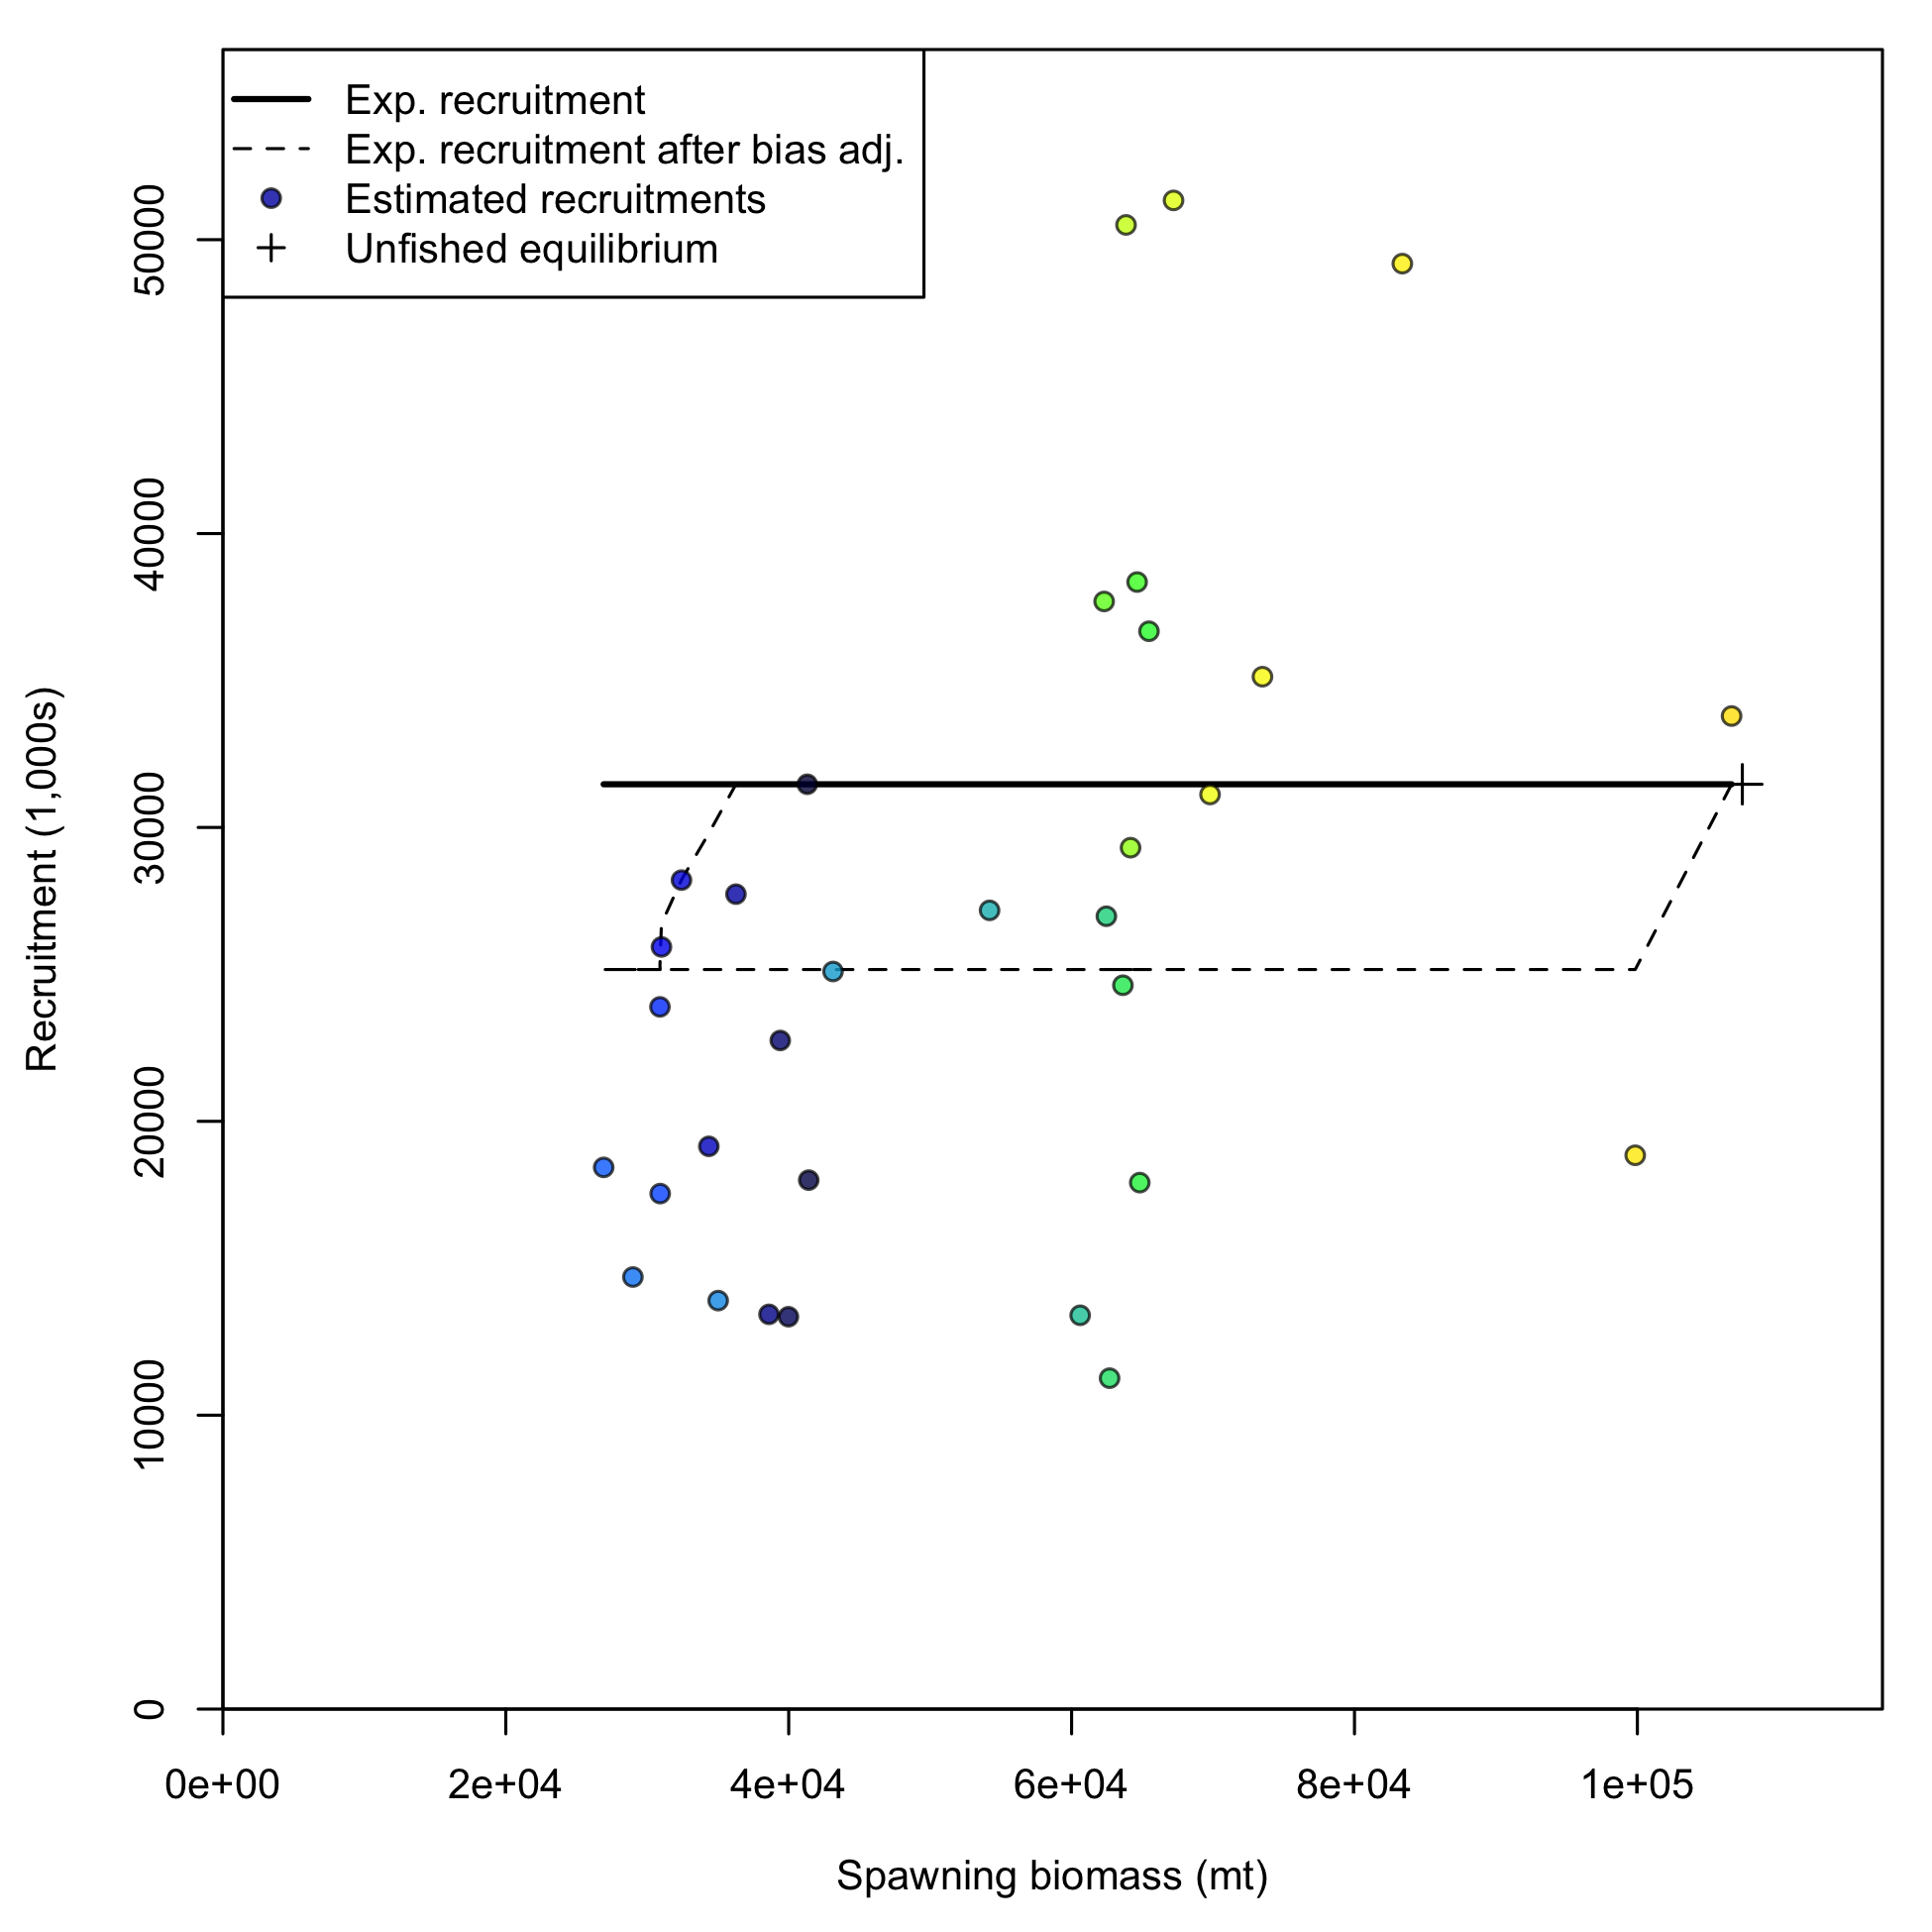 Exp. recruitment
Exp. recruitment after bias adj.
Estimated recruitments
Unfished equilibrium
Recruitment (1,000s)
50000
40000
30000
20000
10000
0
0e+00 2e+04 4e+04 6e+04 8e+04 1e+05
Spawning biomass (mt)